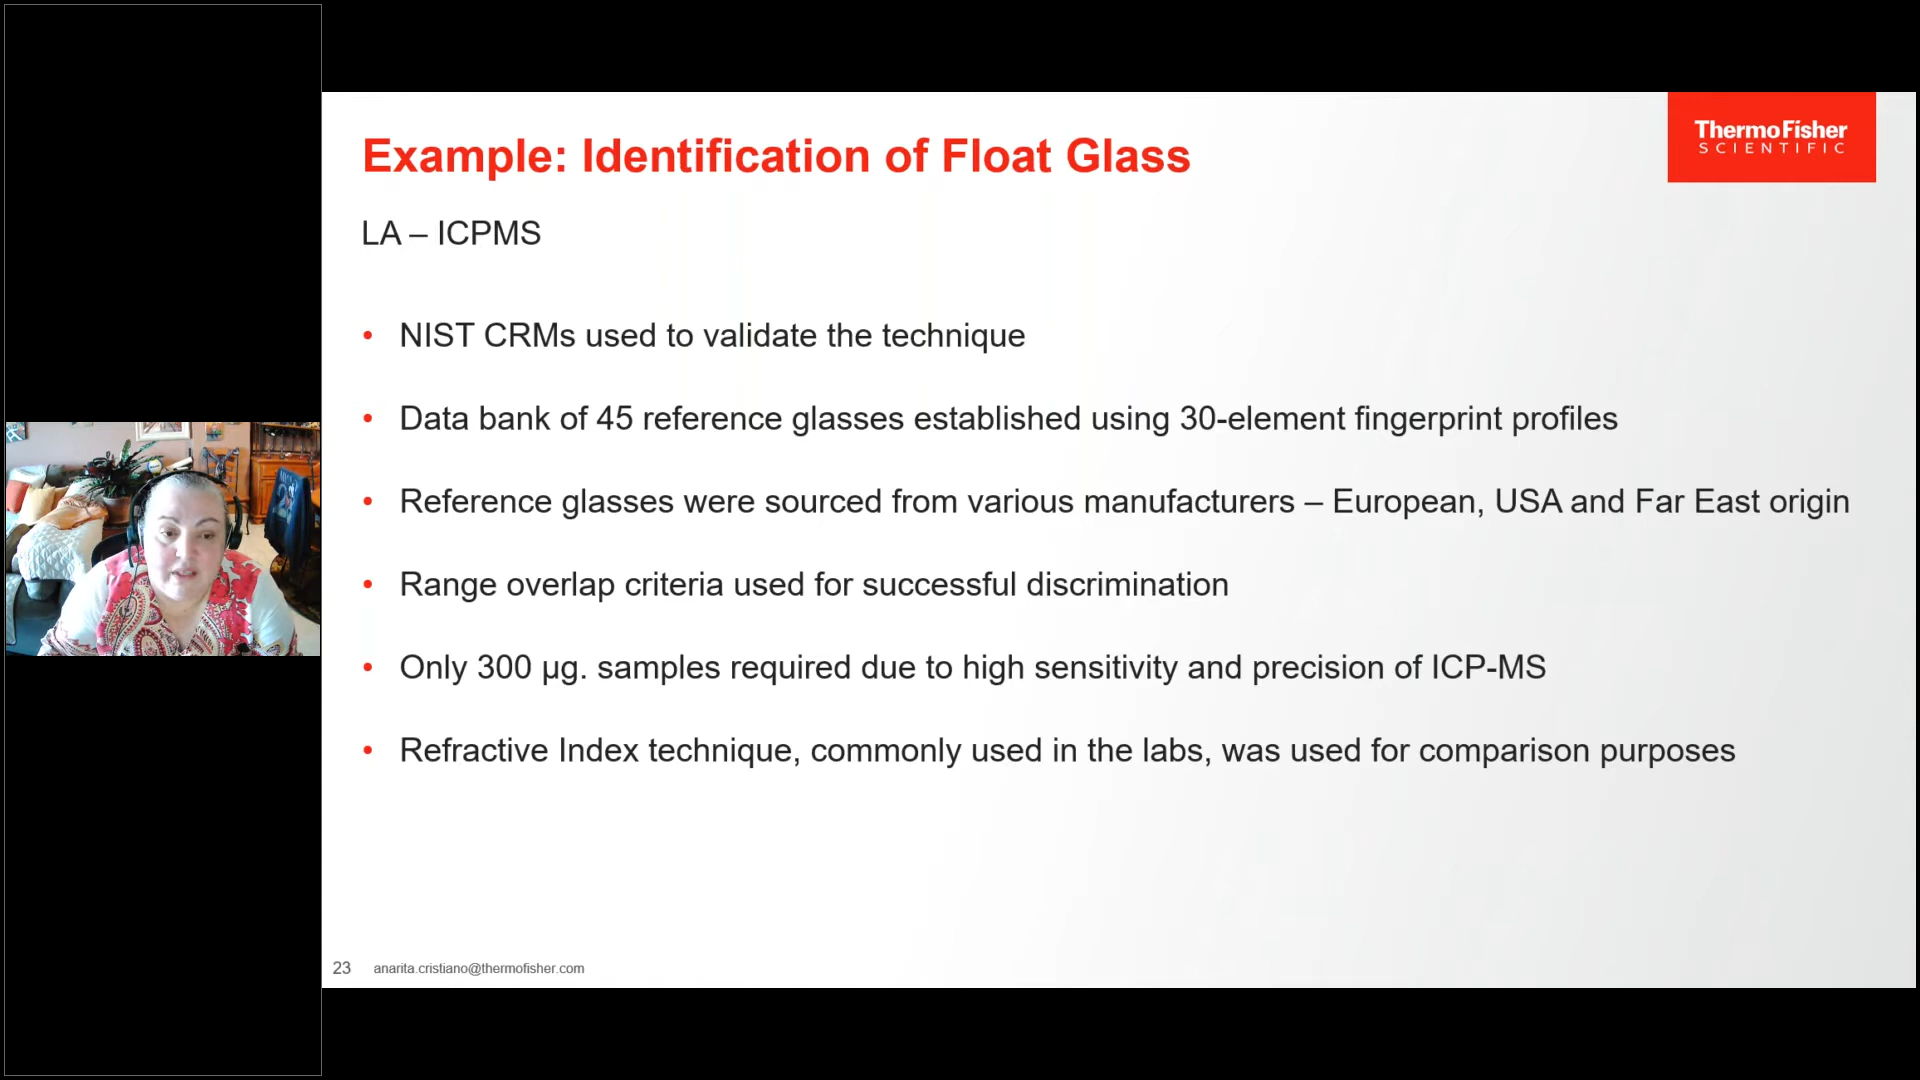 Example: Identification of Float Glass
ThermoFisher
SCIENTIFIC
LA – ICPMS
• NIST CRMs used to validate the technique
• Data bank of 45 reference glasses established using 30-element fingerprint profiles
• Reference glasses were sourced from various manufacturers – European, USA and Far East origin
• Range overlap criteria used for successful discrimination
• Only 300 µg. samples required due to high sensitivity and precision of ICP-MS
• Refractive Index technique, commonly used in the labs, was used for comparison purposes
23 anarita.cristiano@thermofisher.com